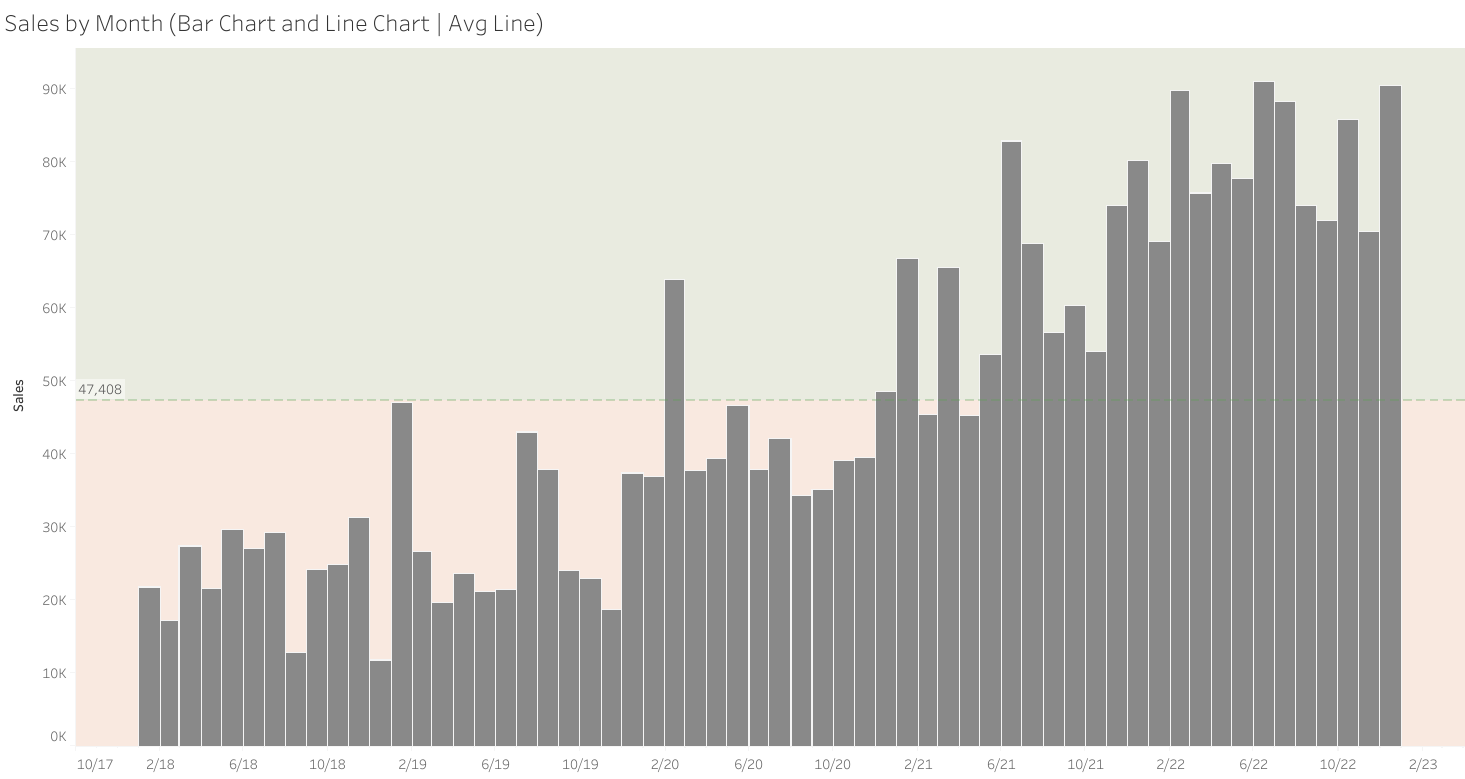 Sales by Month (Bar Chart and Line Chart | Avg Line)
90K
80K
70K
60K
50K
47,408
Sales
40K
30K
20K
10K
0K
10/17 2/18 6/18 10/18 2/19 6/19 10/19 2/20 6/20 10/20 2/21 6/21 10/21 2/22 6/22 10/22 2/23